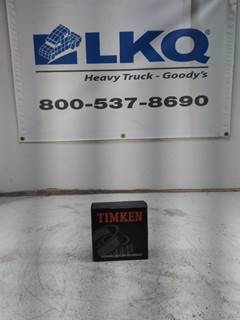 LKQ
Heavy Truck - Goody's
800-537-8690
TIMKEN